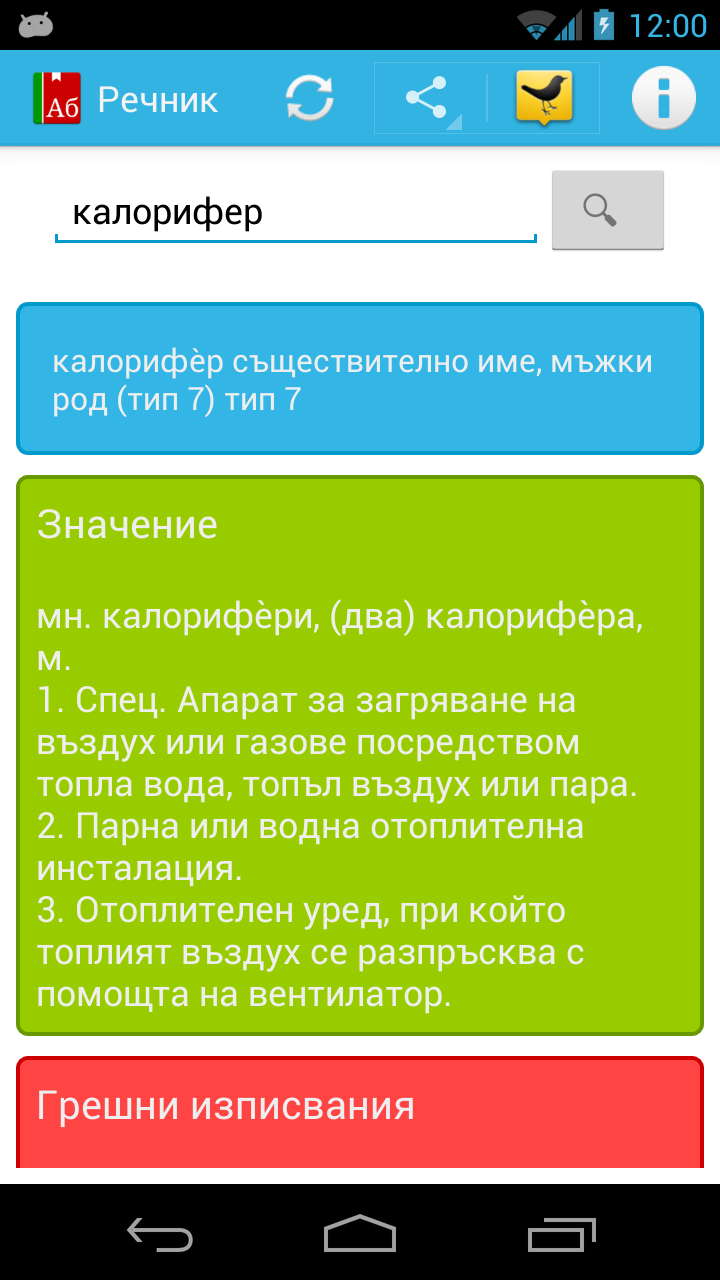 12:00
Аб Речник
калорифер
калорифѐр съществително име, мъжки
род (тип 7) тип 7
Значение
мн. калорифѐри, (два) калорифѐра,
м.
1. Спец. Апарат за загряване на
въздух или газове посредством
топла вода, топъл въздух или пара.
2. Парна или водна отоплителна
инсталация.
3. Отоплителен уред, при който
топлият въздух се разпръсква с
помощта на вентилатор.
Грешни изписвания